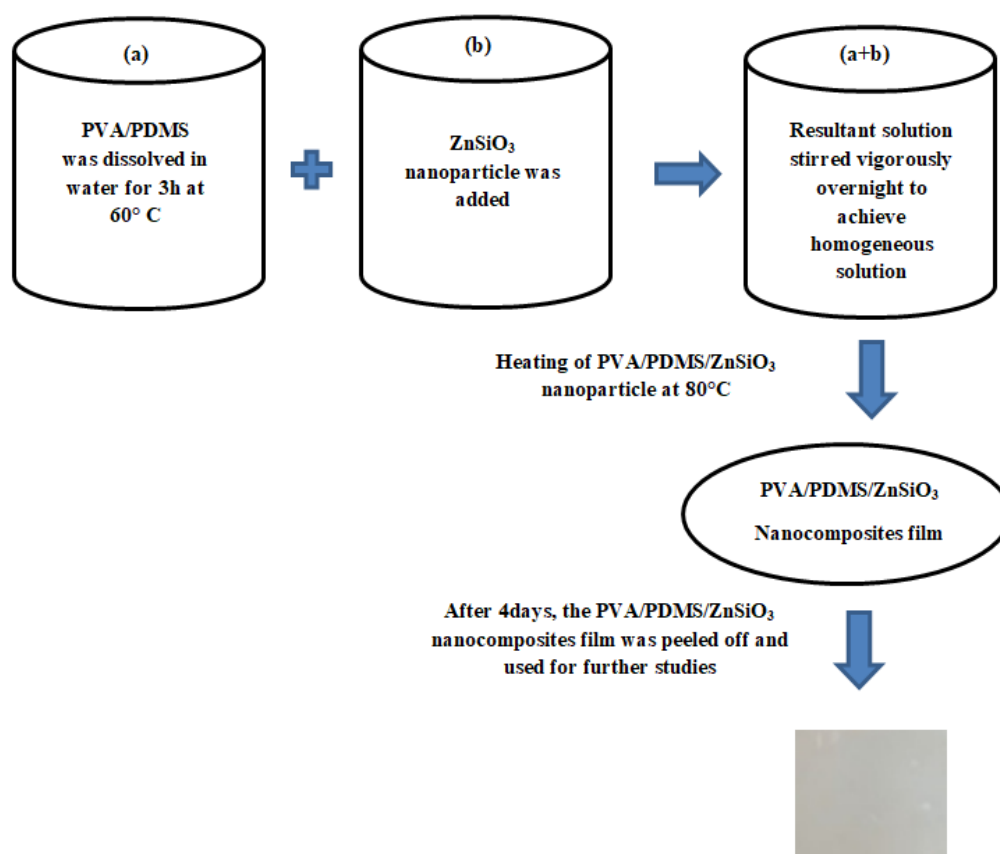 (a)
PVA/PDMS
was dissolved in
water for 3h at
60° C
(b)
ZnSiO₃
nanoparticle was
added
(a+b)
Resultant solution
stirred vigorously
overnight to
achieve
homogeneous
solution
Heating of PVA/PDMS/ZnSiO₃
nanoparticle at 80°C
PVA/PDMS/ZnSiO₃
Nanocomposites film
After 4days, the PVA/PDMS/ZnSiO₃
nanocomposites film was peeled off and
used for further studies